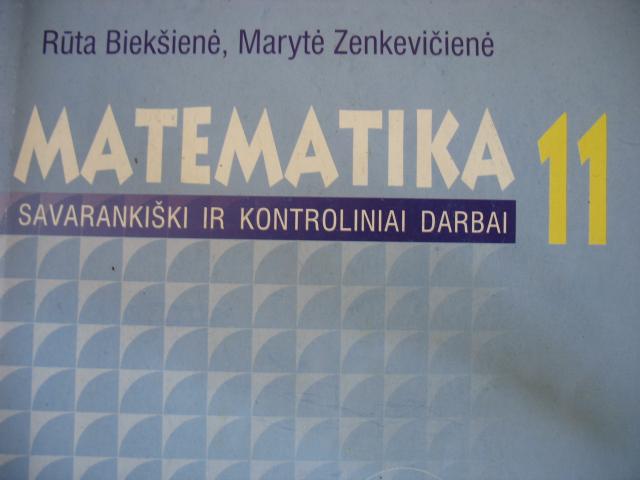 Rūta Biekšienė, Marytė Zenkevičienė
MATEMATIKA 11
SAVARANKIŠKI IR KONTROLINIAI DARBAI